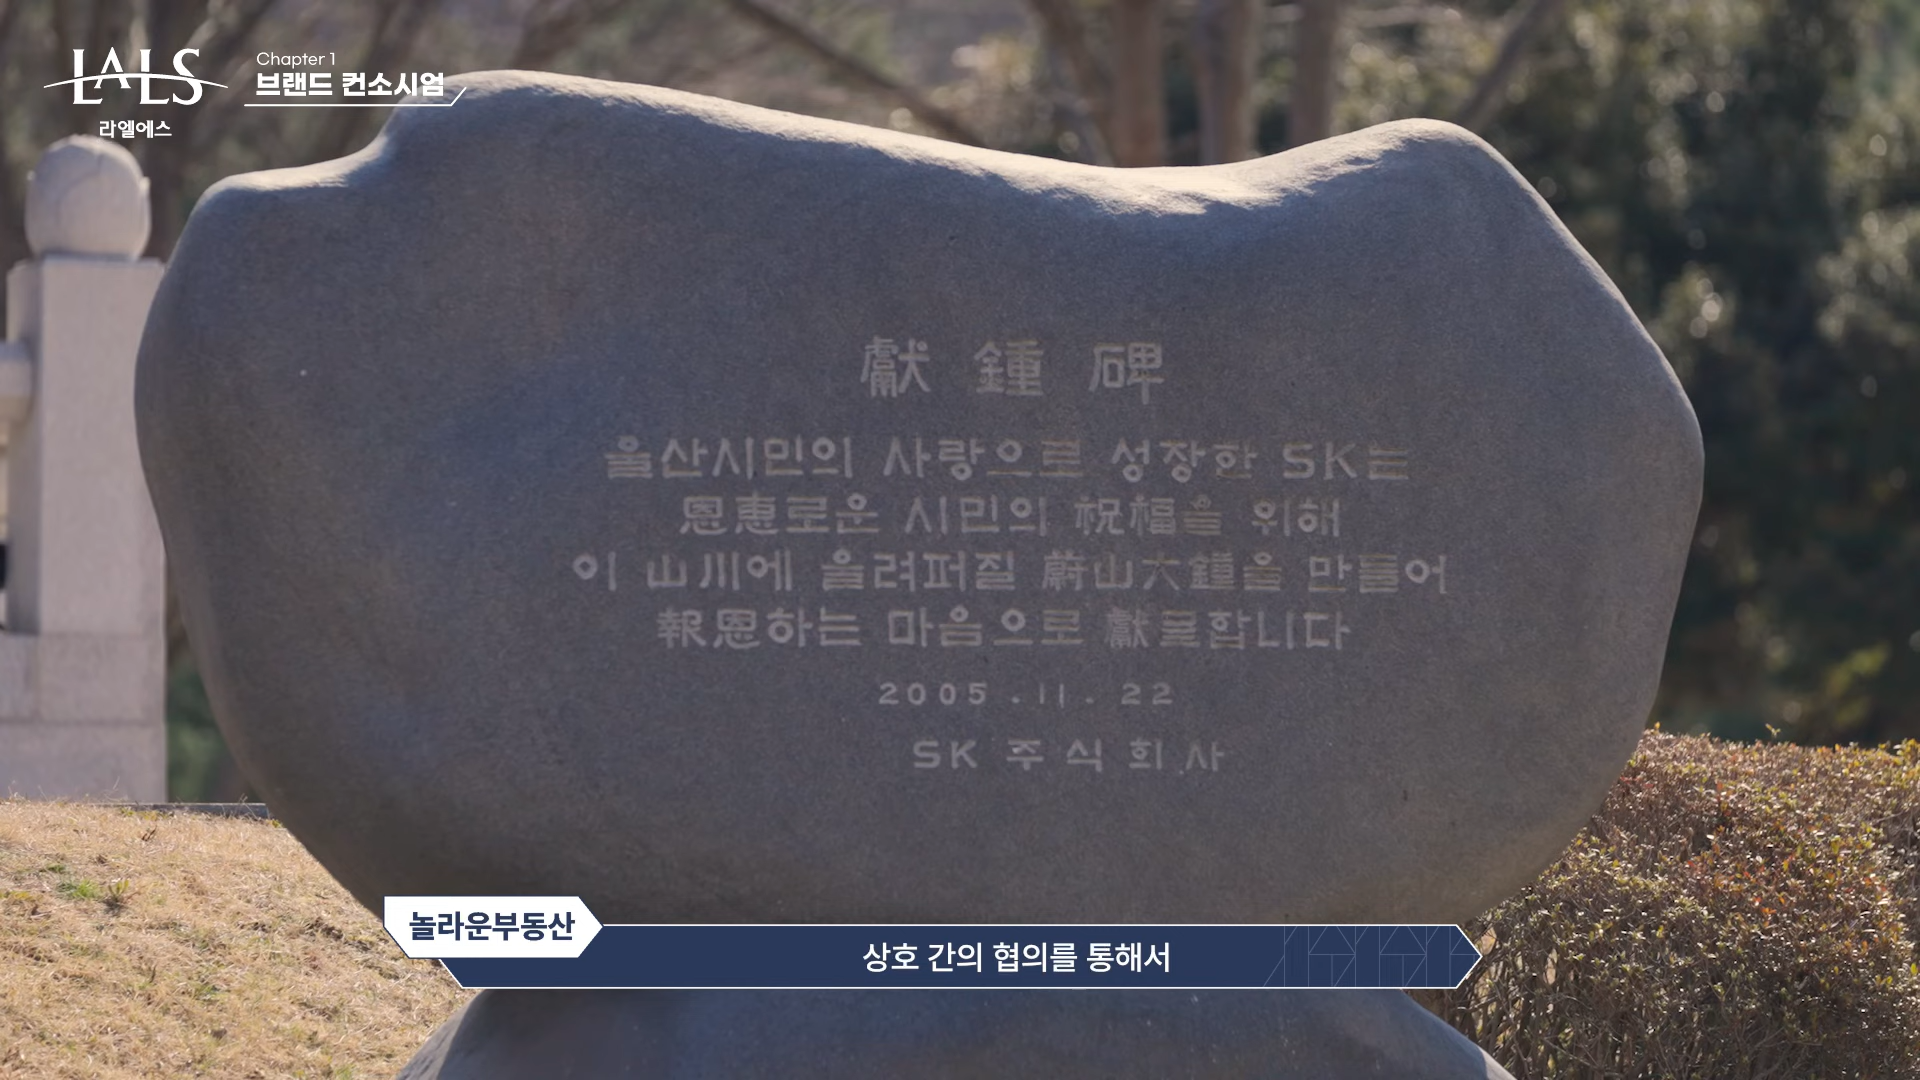 LALS
라엘에스
Chapter 1
브랜드 컨소시엄
獻鍾碑
울산시민의 사랑으로 성장한 SK는
恩惠로운 시민의 祝福을 위해
이 山川에 울려퍼질 蔚山大鍾을 만들어
報恩하는 마음으로 獻呈합니다
2005.11.22
SK 주식회사
놀라운부동산
상호 간의 협의를 통해서